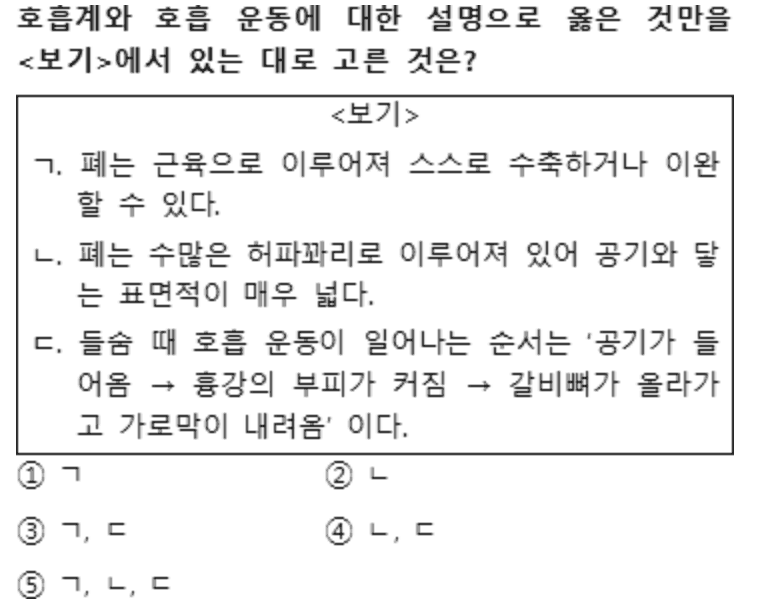 호흡계와 호흡 운동에 대한 설명으로 옳은 것만을
<보기>에서 있는 대로 고른 것은?
<보기>
ㄱ. 폐는 근육으로 이루어져 스스로 수축하거나 이완
할 수 있다.
ㄴ. 폐는 수많은 허파꽈리로 이루어져 있어 공기와 닿
는 표면적이 매우 넓다.
ㄷ. 들숨 때 호흡 운동이 일어나는 순서는 '공기가 들
어옴 → 흉강의 부피가 커짐 → 갈비뼈가 올라가
고 가로막이 내려옴' 이다.
① ㄱ ② ㄴ
③ ㄱ, ㄷ ④ ㄴ, ㄷ
⑤ ㄱ, ㄴ, ㄷ